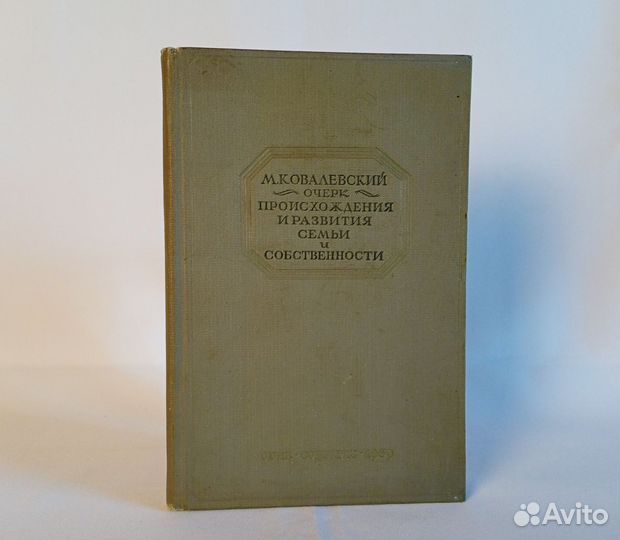 М.КОВАЛЕВСКИЙ
ОЧЕРК
ПРОИСХОЖДЕНИЯ
И РАЗВИТИЯ
СЕМЬИ
и
СОБСТВЕННОСТИ
Avito